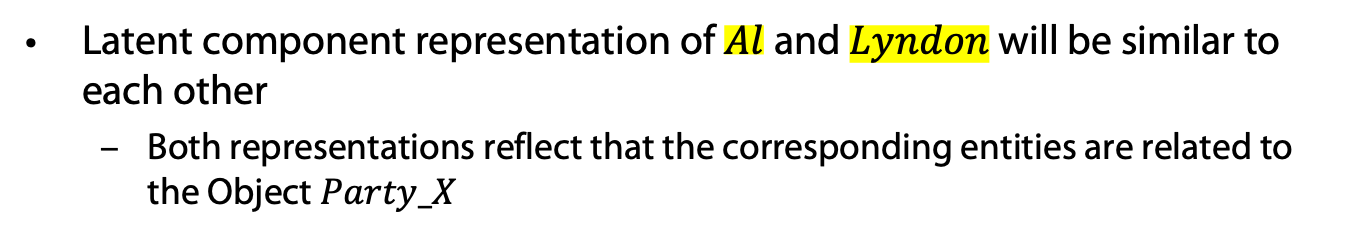 • Latent component representation of Al and Lyndon will be similar to
each other
– Both representations reflect that the corresponding entities are related to
the Object Party_X